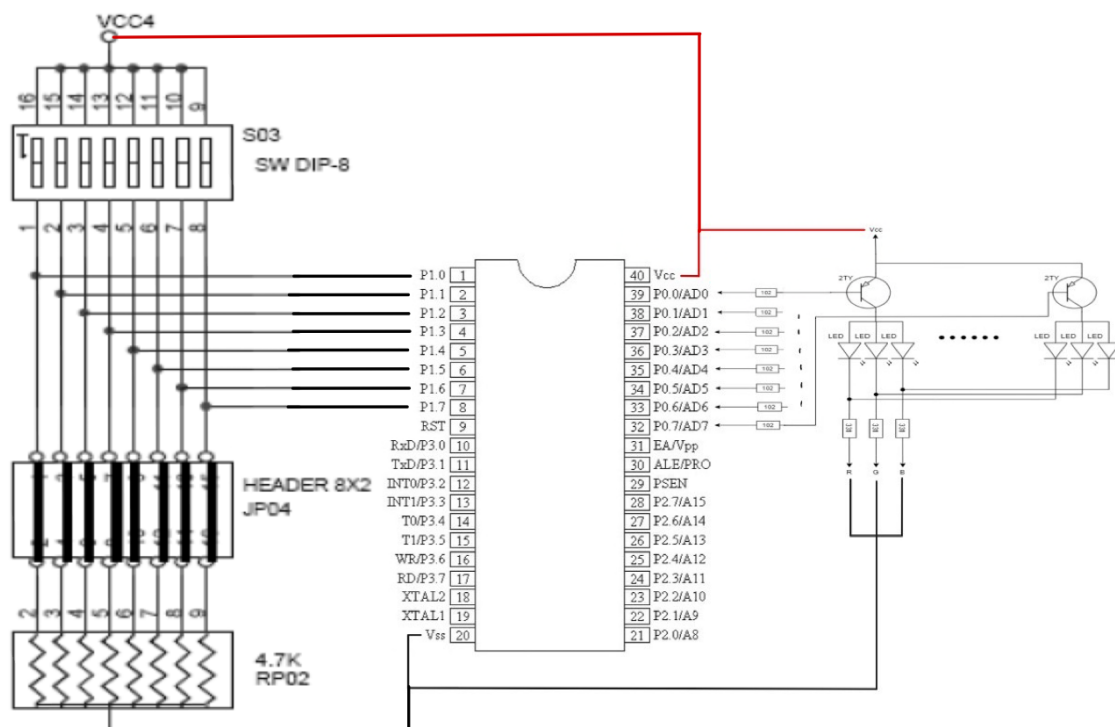 VCC4
16 15 14 13 12 11 10 9
S03
SW DIP-8
1 2 3 4 5 6 7 8
HEADER 8X2
JP04
2 3 4 5 6 7 8 9
4.7K
RP02
P1.0 1
P1.1 2
P1.2 3
P1.3 4
P1.4 5
P1.5 6
P1.6 7
P1.7 8
RST 9
RxD/P3.0 10
TxD/P3.1 11
INT0/P3.2 12
INT1/P3.3 13
T0/P3.4 14
T1/P3.5 15
WR/P3.6 16
RD/P3.7 17
XTAL2 18
XTAL1 19
Vss 20
40 Vcc
39 P0.0/AD0 102
38 P0.1/AD1 102
37 P0.2/AD2 102
36 P0.3/AD3 102
35 P0.4/AD4 102
34 P0.5/AD5 102
33 P0.6/AD6 102
32 P0.7/AD7 102
31 EA/Vpp
30 ALE/PRO
29 PSEN
28 P2.7/A15
27 P2.6/A14
26 P2.5/A13
25 P2.4/A12
24 P2.3/A11
23 P2.2/A10
22 P2.1/A9
21 P2.0/A8
Vcc
2TY 2TY
LED LED LED LED LED LED
R G B